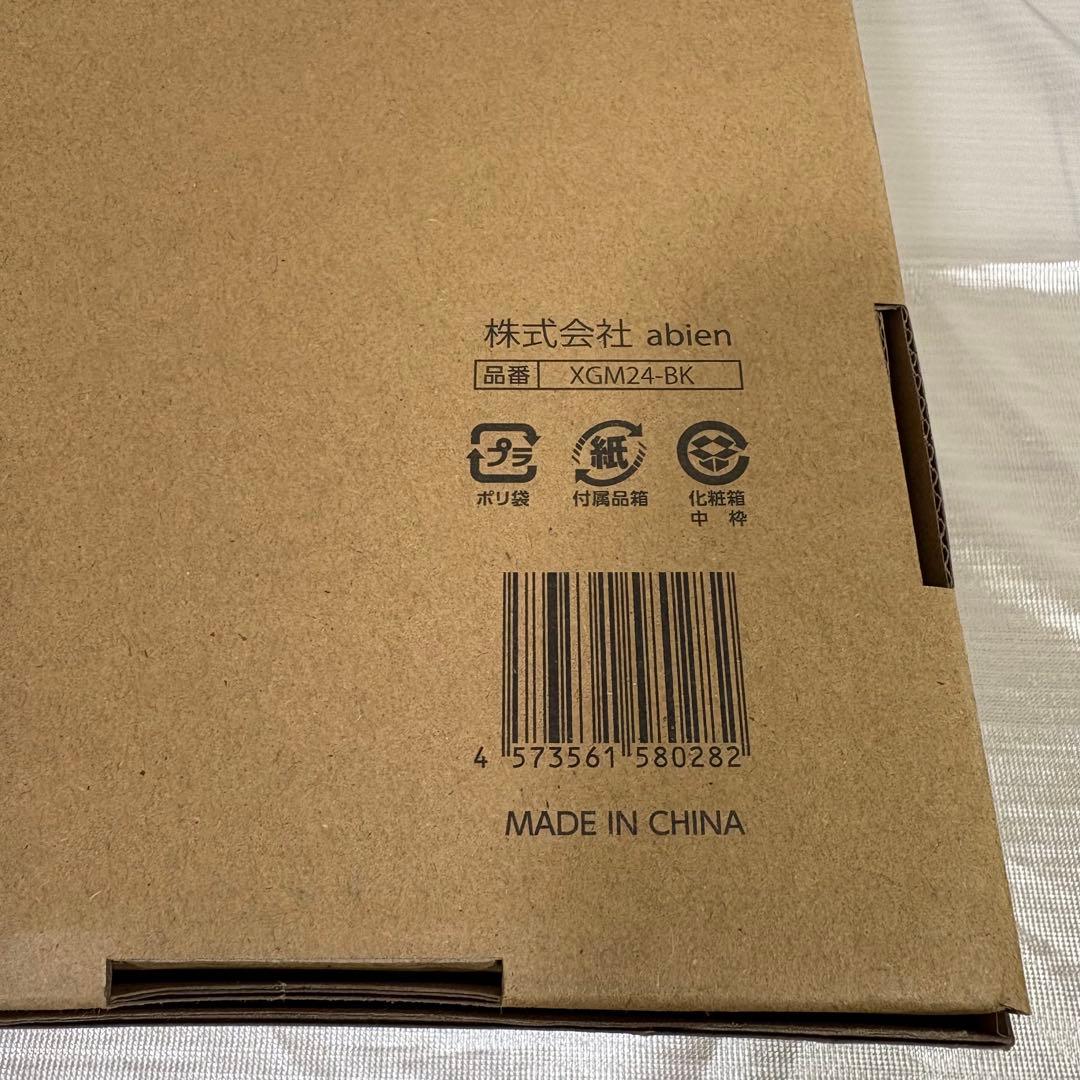 株式会社 abien
品番 XGM24-BK
プラ 紙
ポリ袋 付属品箱 化粧箱
中 枠
4 573561 580282
MADE IN CHINA